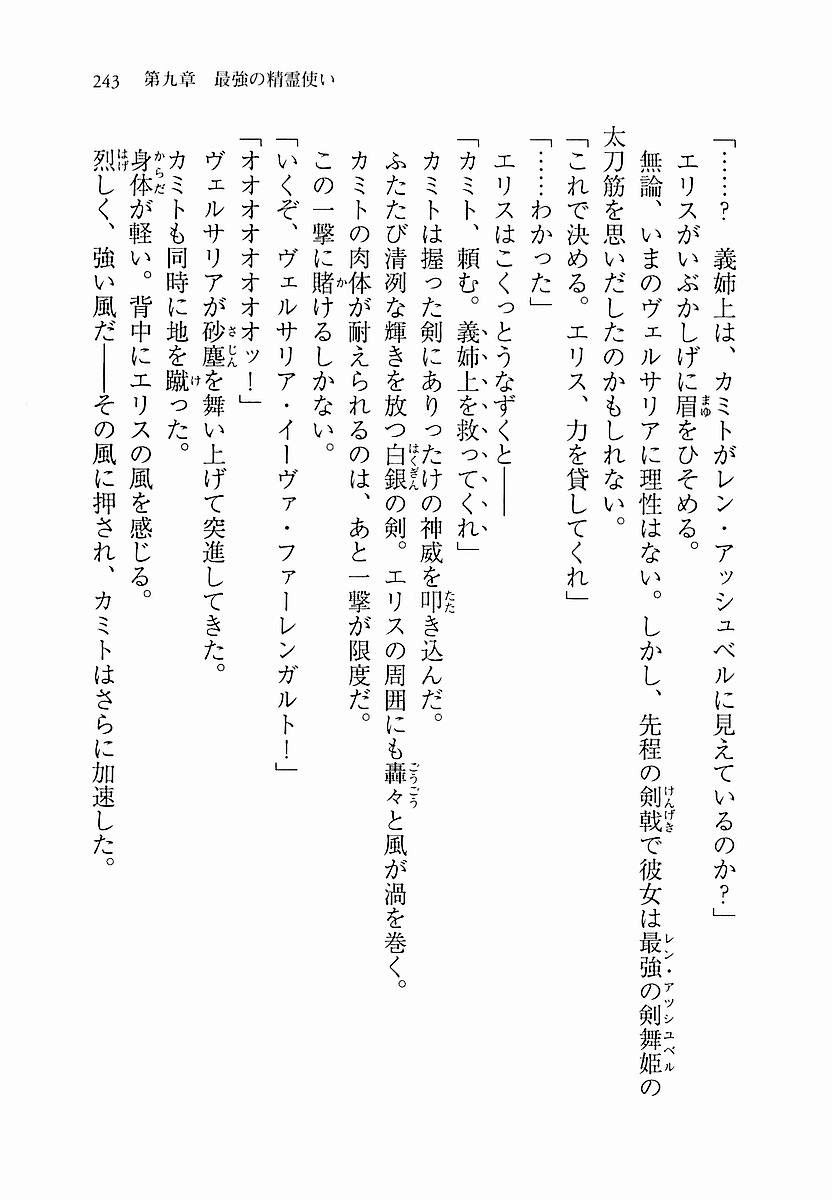 243　第九章　最強の精霊使い
「……？　義姉上は、カミトがレン・アッシュベルに見えているのか？」
エリスがいぶかしげに眉をひそめる。
無論、いまのヴェルサリアに理性はない。しかし、先程の剣戟で彼女は最強の剣舞姫の
太刀筋を思いだしたのかもしれない。
「これで決める。エリス、力を貸してくれ」
「……わかった」
エリスはこくっとうなずくと――
「カミト、頼む。義姉上を救ってくれ」
カミトは握った剣にありったけの神威を叩き込んだ。
ふたたび清冽な輝きを放つ白銀の剣。エリスの周囲にも轟々と風が渦を巻く。
カミトの肉体が耐えられるのは、あと一撃が限度だ。
この一撃に賭けるしかない。
「いくぞ、ヴェルサリア・イーヴァ・ファーレンガルト！」
「オオオオオオオオッ！」
ヴェルサリアが砂塵を舞い上げて突進してきた。
カミトも同時に地を蹴った。
身体が軽い。背中にエリスの風を感じる。
烈しく、強い風だ――その風に押され、カミトはさらに加速した。